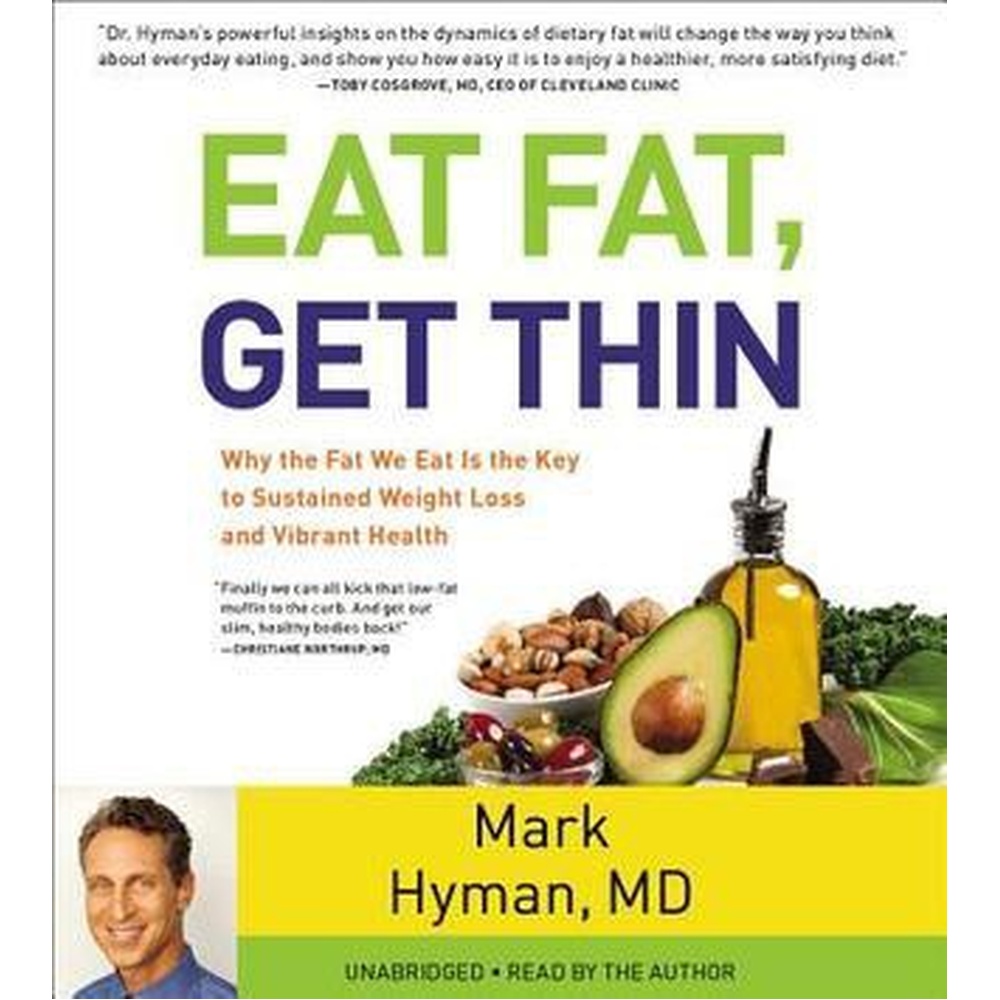 "Dr. Hyman's powerful insights on the dynamics of dietary fat will change the way you think
about everyday eating, and show you how easy it is to enjoy a healthier, more satisfying diet."
—TOBY COSGROVE, MD, CEO OF CLEVELAND CLINIC
EAT FAT,
GET THIN
Why the Fat We Eat Is the Key
to Sustained Weight Loss
and Vibrant Health
"Finally we can all kick that low-fat
muffin to the curb. And get our
slim, healthy bodies back!"
—CHRISTIANE NORTHRUP, MD
Mark
Hyman, MD
UNABRIDGED • READ BY THE AUTHOR